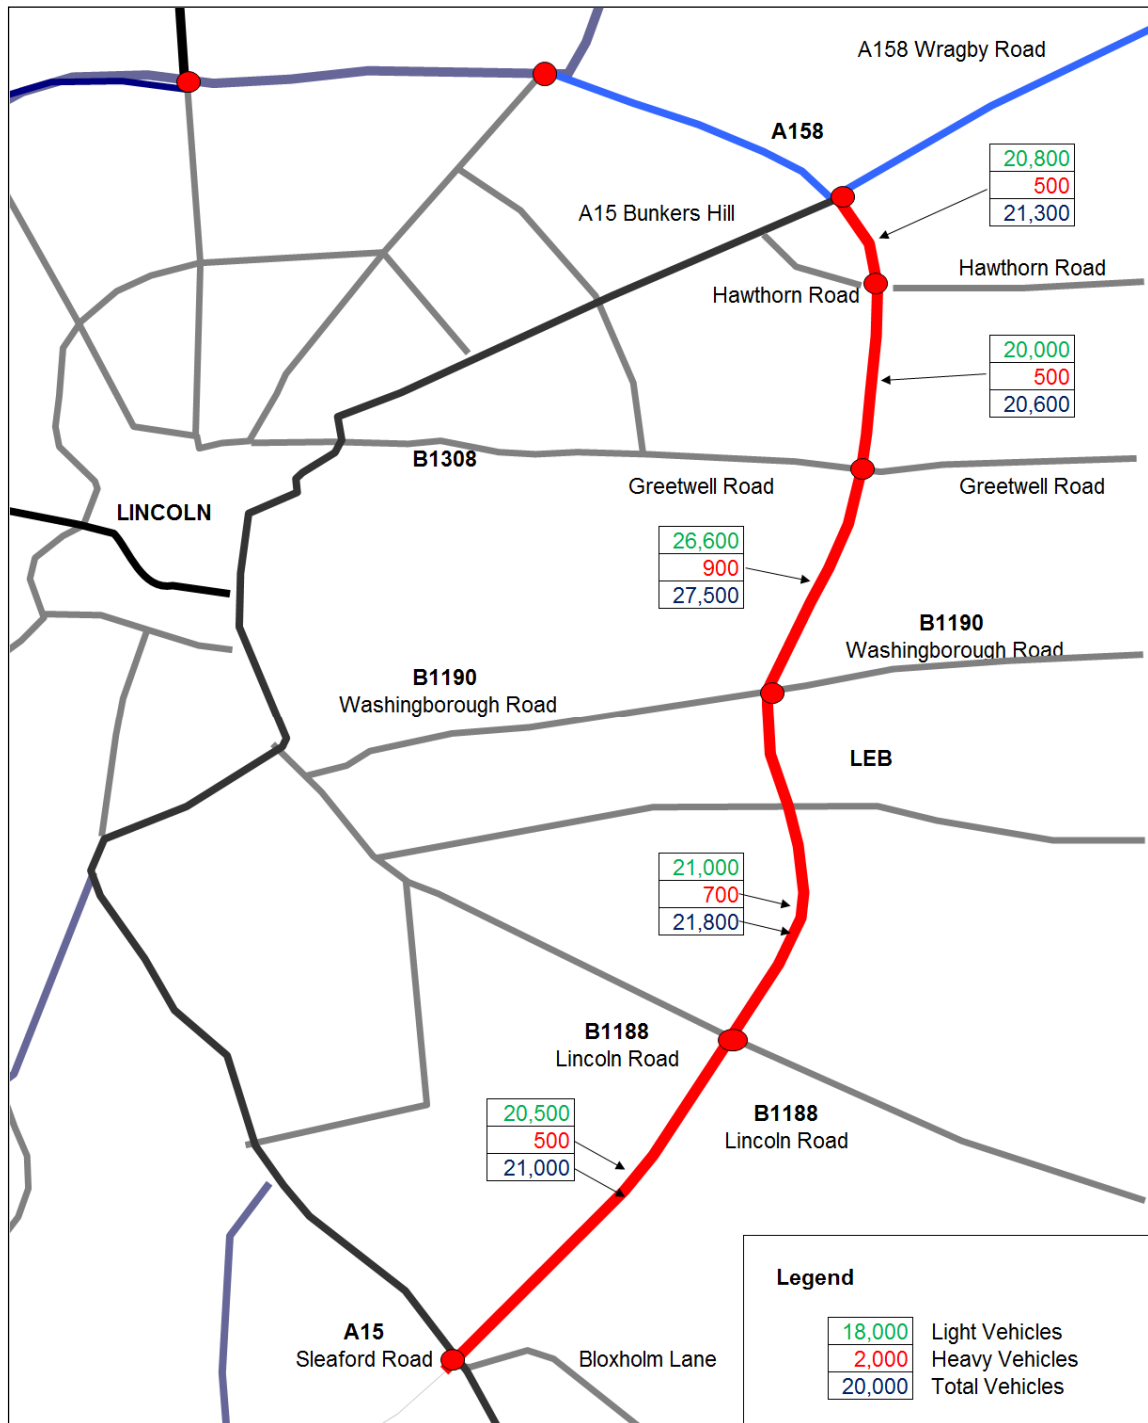 A158 Wragby Road
A158
20,800
500
21,300
A15 Bunkers Hill
Hawthorn Road
Hawthorn Road
20,000
500
20,600
B1308
Greetwell Road
Greetwell Road
LINCOLN
26,600
900
27,500
B1190
Washingborough Road
B1190
Washingborough Road
LEB
21,000
700
21,800
B1188
Lincoln Road
B1188
Lincoln Road
20,500
500
21,000
A15
Sleaford Road
Bloxholm Lane
Legend
18,000 Light Vehicles
2,000 Heavy Vehicles
20,000 Total Vehicles